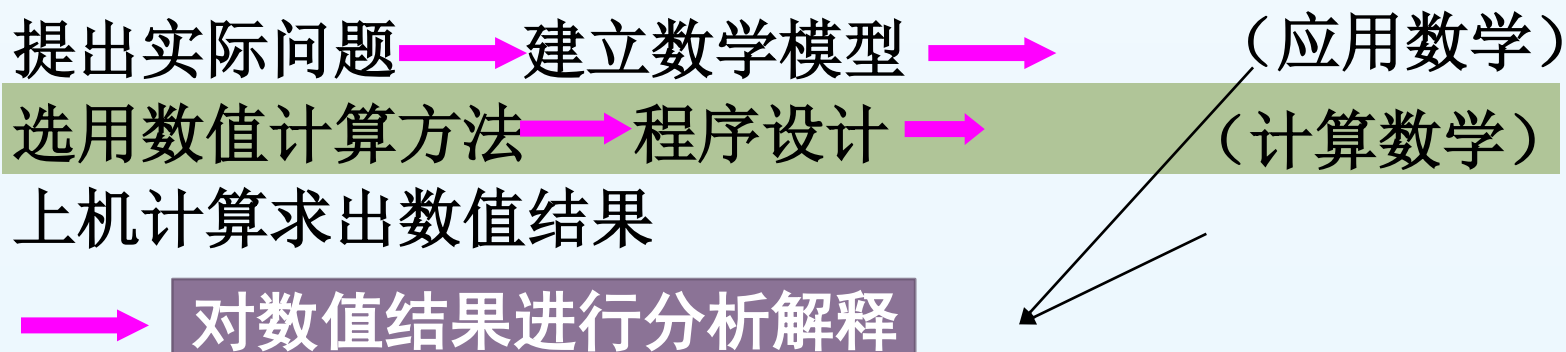 提出实际问题 建立数学模型 （应用数学）
选用数值计算方法 程序设计 （计算数学）
上机计算求出数值结果
对数值结果进行分析解释